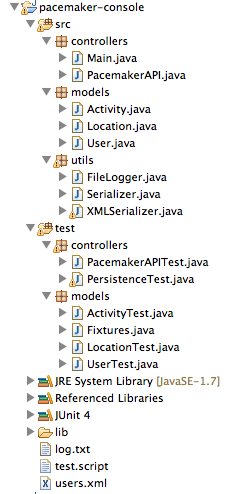 pacemaker-console
src
controllers
Main.java
PacemakerAPI.java
models
Activity.java
Location.java
User.java
utils
FileLogger.java
Serializer.java
XMLSerializer.java
test
controllers
PacemakerAPITest.java
PersistenceTest.java
models
ActivityTest.java
Fixtures.java
LocationTest.java
UserTest.java
JRE System Library [JavaSE-1.7]
Referenced Libraries
JUnit 4
lib
log.txt
test.script
users.xml